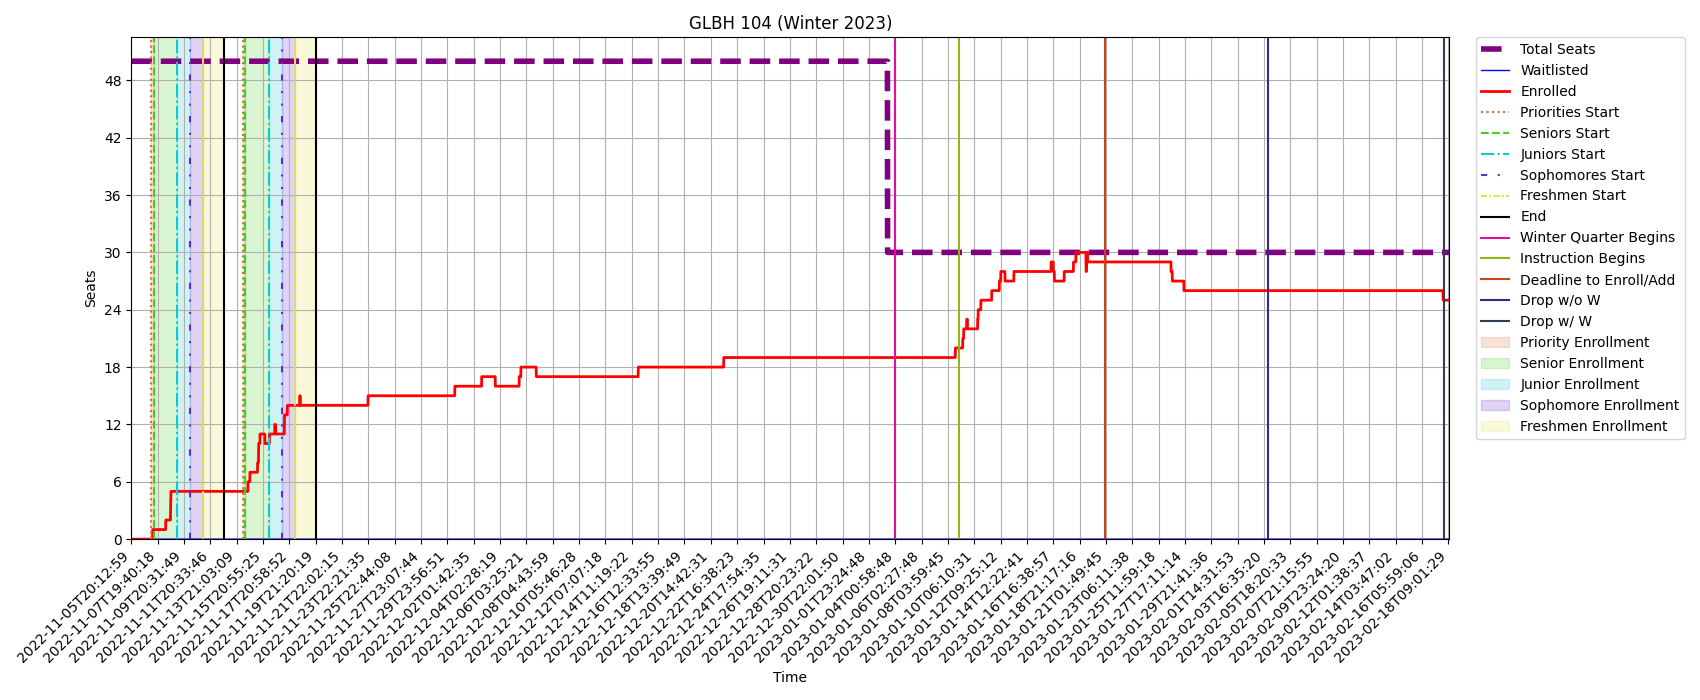 GLBH 104 (Winter 2023)
Seats
48
42
36
30
24
18
12
6
0
2022-11-05T20:12:59
2022-11-07T19:40:18
2022-11-09T20:31:49
2022-11-11T20:33:46
2022-11-13T21:03:09
2022-11-15T20:55:25
2022-11-17T20:58:52
2022-11-19T21:20:19
2022-11-21T22:02:15
2022-11-23T22:21:35
2022-11-25T22:44:08
2022-11-27T23:07:44
2022-11-29T23:56:51
2022-12-02T01:42:35
2022-12-04T02:28:19
2022-12-06T03:25:21
2022-12-08T04:43:59
2022-12-10T05:46:28
2022-12-12T07:07:18
2022-12-14T11:19:22
2022-12-16T12:33:55
2022-12-18T13:39:49
2022-12-20T14:42:31
2022-12-22T16:38:23
2022-12-24T17:54:35
2022-12-26T19:11:31
2022-12-28T20:23:22
2022-12-30T22:01:50
2023-01-01T23:24:48
2023-01-04T00:58:48
2023-01-06T02:27:48
2023-01-08T03:59:45
2023-01-10T06:10:31
2023-01-12T09:25:12
2023-01-14T12:22:41
2023-01-16T16:38:57
2023-01-18T21:17:16
2023-01-21T01:49:45
2023-01-23T06:11:38
2023-01-25T11:59:18
2023-01-27T17:11:14
2023-01-29T21:41:36
2023-02-01T14:31:53
2023-02-03T16:35:20
2023-02-05T18:20:33
2023-02-07T21:15:55
2023-02-09T23:24:20
2023-02-12T01:38:37
2023-02-14T03:47:02
2023-02-16T05:59:06
2023-02-18T09:01:29
Time
Total Seats
Waitlisted
Enrolled
Priorities Start
Seniors Start
Juniors Start
Sophomores Start
Freshmen Start
End
Winter Quarter Begins
Instruction Begins
Deadline to Enroll/Add
Drop w/o W
Drop w/ W
Priority Enrollment
Senior Enrollment
Junior Enrollment
Sophomore Enrollment
Freshmen Enrollment